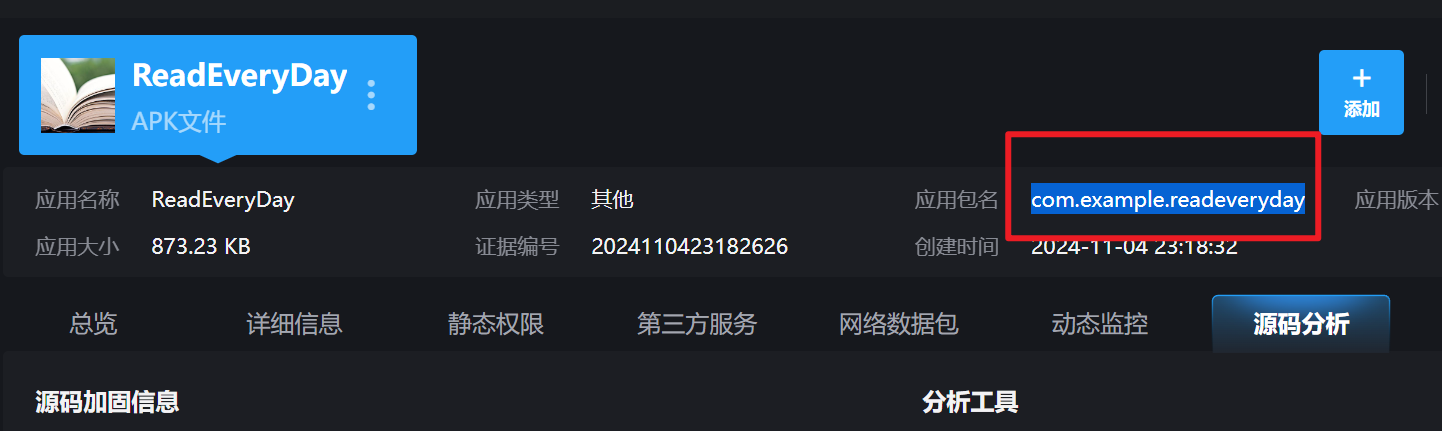 ReadEveryDay
APK文件
+
添加
应用名称 ReadEveryDay 应用类型 其他 应用包名 com.example.readeveryday 应用版本
应用大小 873.23 KB 证据编号 2024110423182626 创建时间 2024-11-04 23:18:32
总览 详细信息 静态权限 第三方服务 网络数据包 动态监控 源码分析
源码加固信息 分析工具